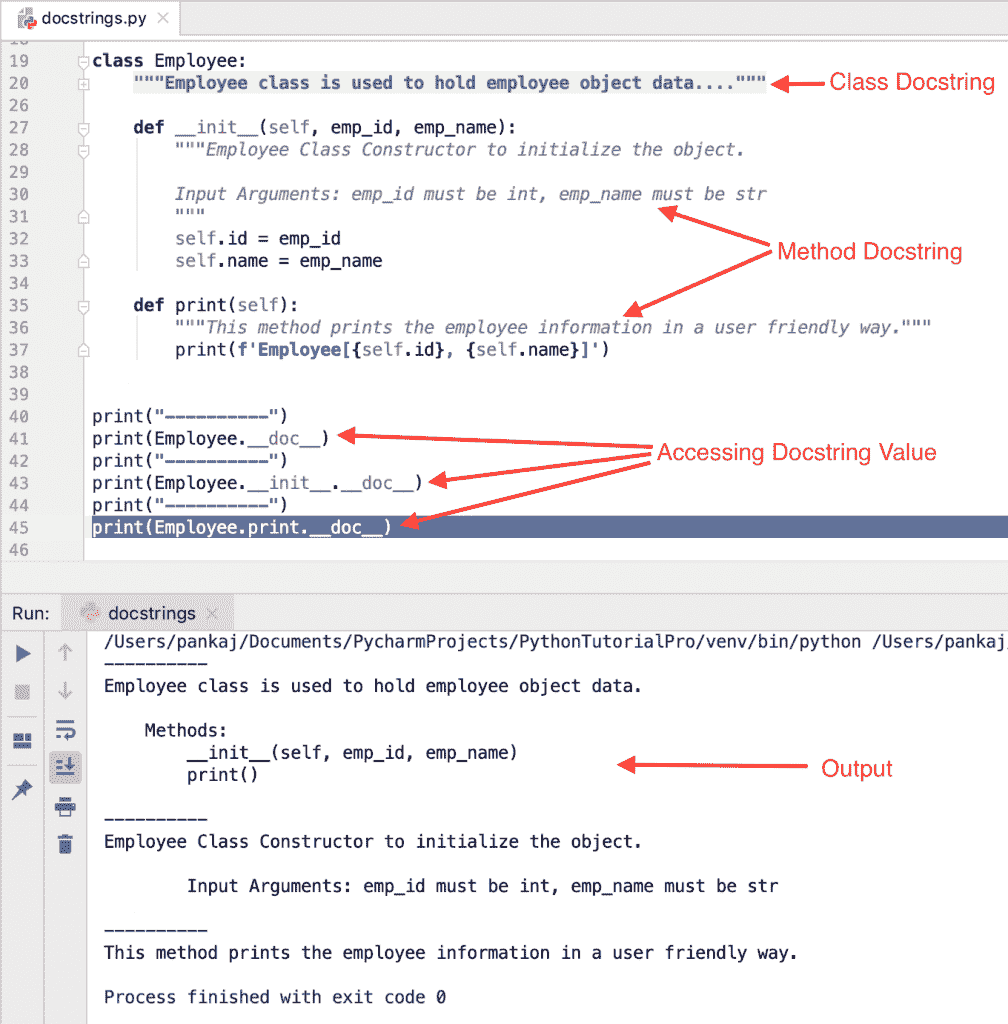 docstrings.py
18
19 class Employee:
20 """Employee class is used to hold employee object data....""" Class Docstring
26
27 def __init__(self, emp_id, emp_name):
28 """Employee Class Constructor to initialize the object.
29
30 Input Arguments: emp_id must be int, emp_name must be str
31 """
32 self.id = emp_id
33 self.name = emp_name
Method Docstring
34
35 def print(self):
36 """This method prints the employee information in a user friendly way."""
37 print(f'Employee[{self.id}, {self.name}]')
38
39
40 print("----------")
41 print(Employee.__doc__)
42 print("----------")
Accessing Docstring Value
43 print(Employee.__init__.__doc__)
44 print("----------")
45 print(Employee.print.__doc__)
46
Run: docstrings
/Users/pankaj/Documents/PycharmProjects/PythonTutorialPro/venv/bin/python /Users/pankaj/
----------
Employee class is used to hold employee object data.
Methods:
__init__(self, emp_id, emp_name)
print()
Output
----------
Employee Class Constructor to initialize the object.
Input Arguments: emp_id must be int, emp_name must be str
----------
This method prints the employee information in a user friendly way.
Process finished with exit code 0